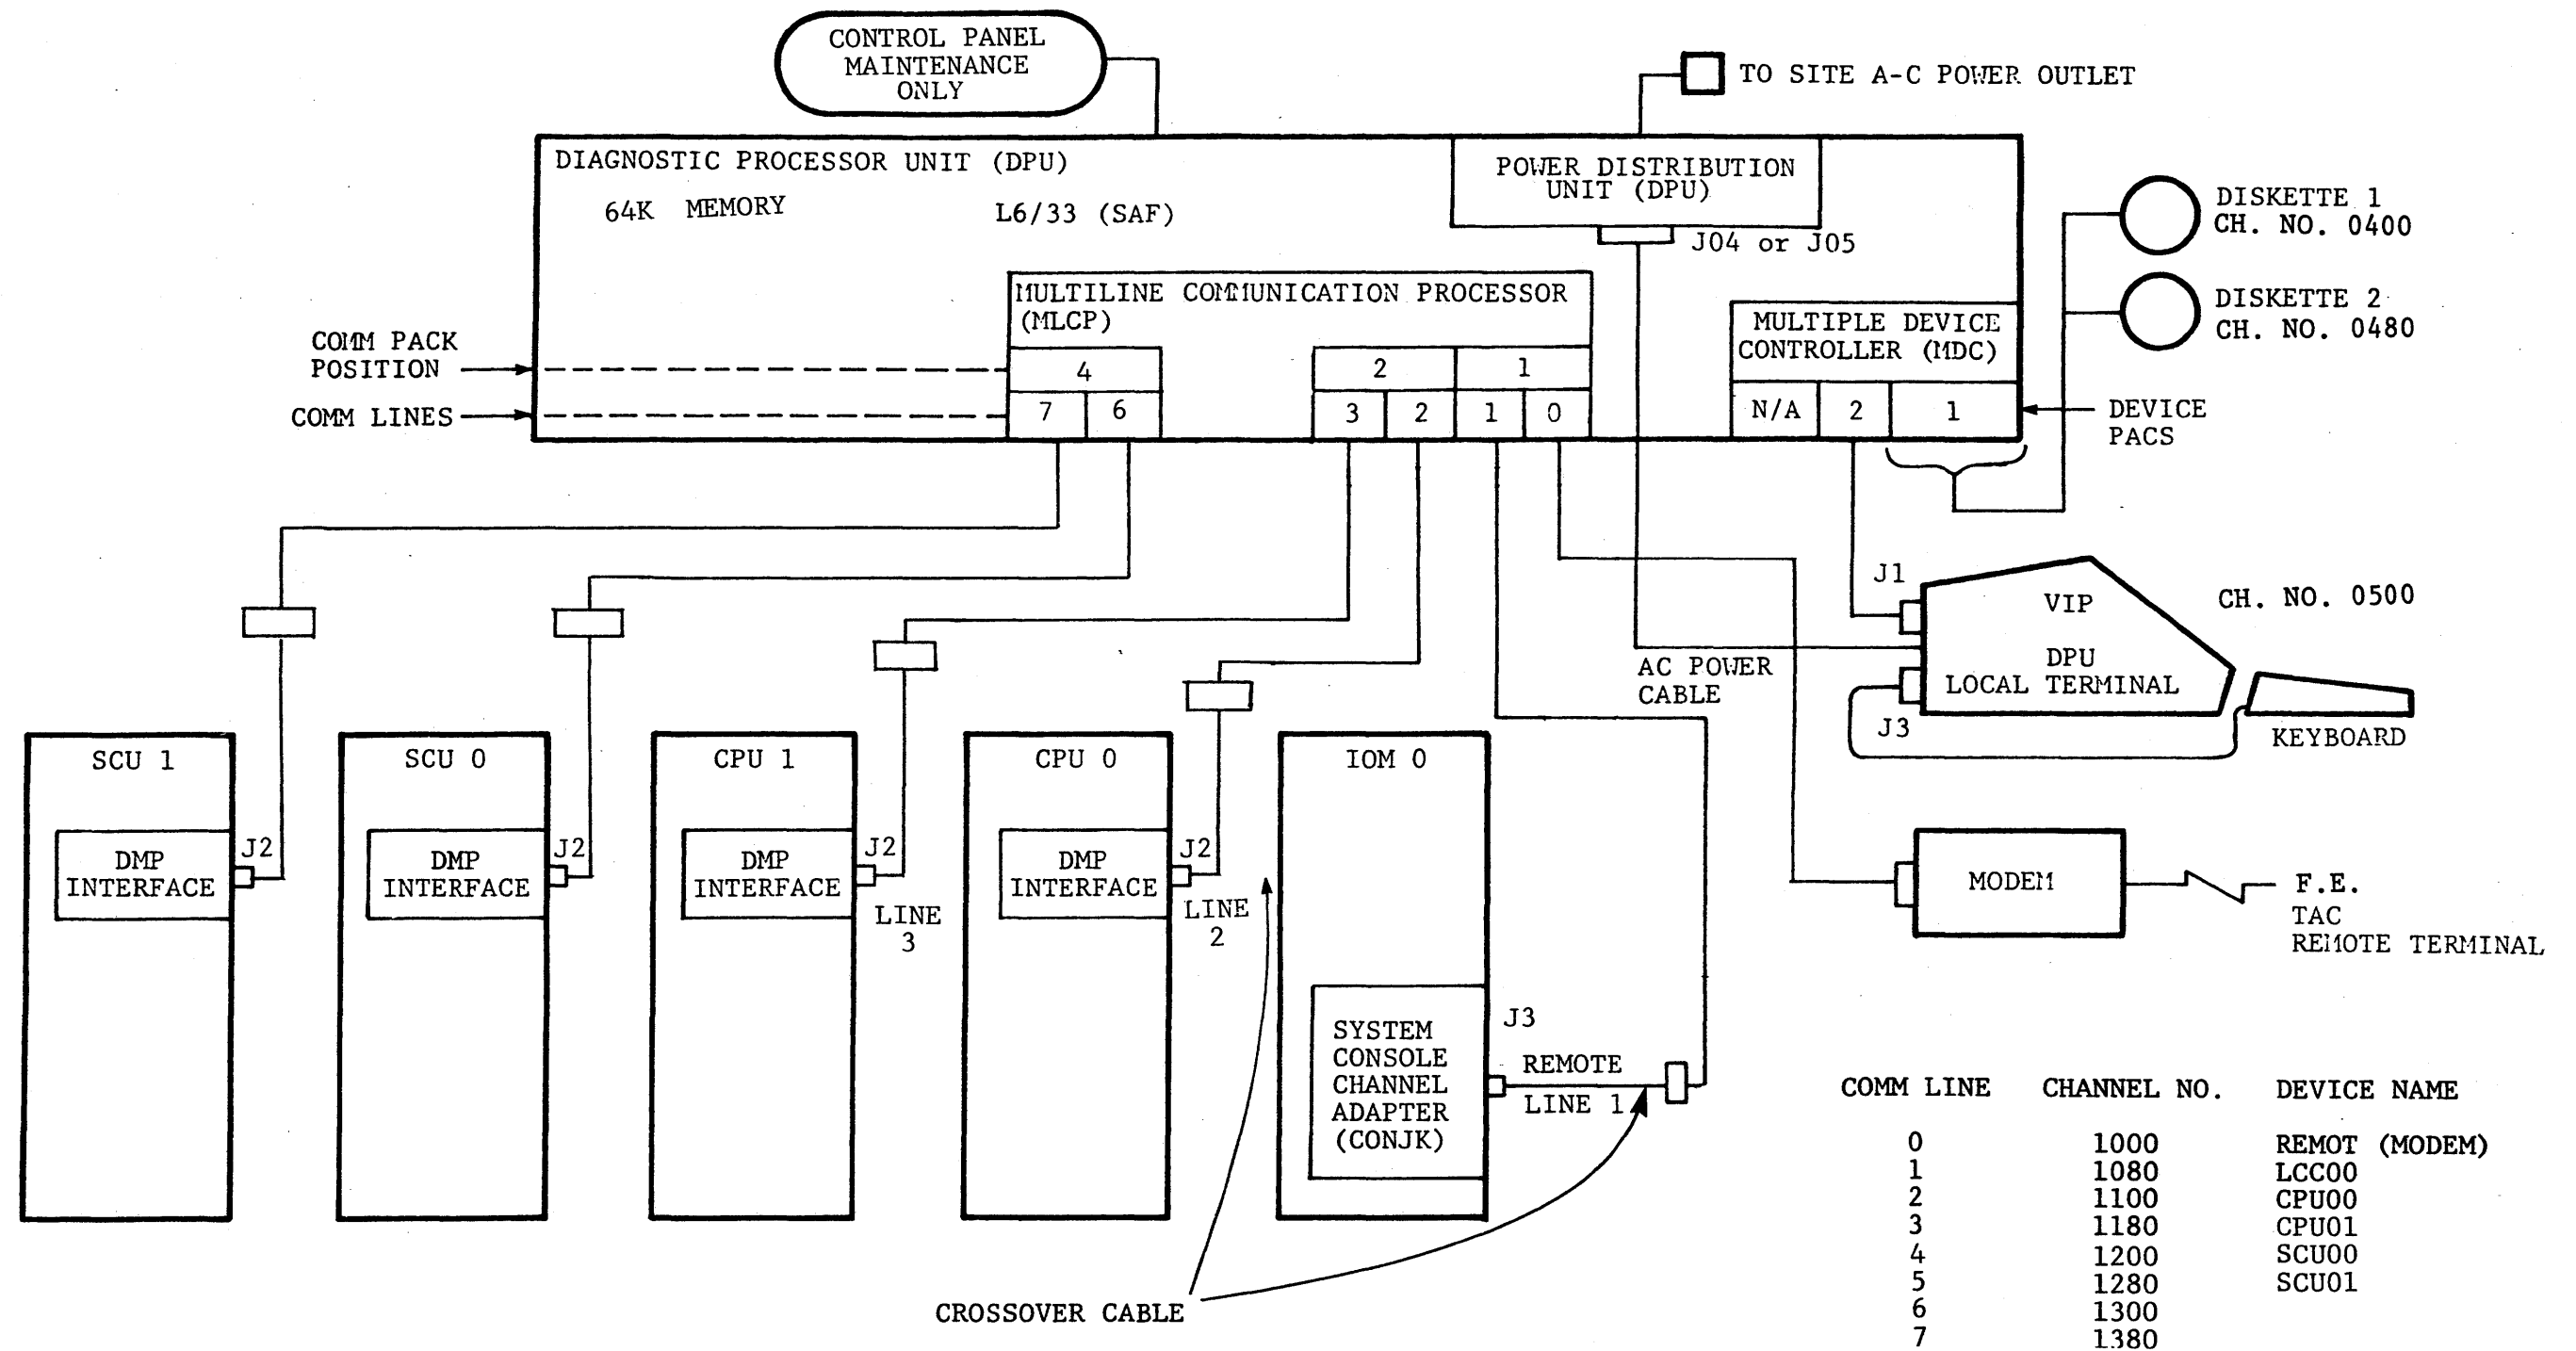 CONTROL PANEL
MAINTENANCE
ONLY
TO SITE A-C POWER OUTLET
DIAGNOSTIC PROCESSOR UNIT (DPU)
64K MEMORY
L6/33 (SAF)
POWER DISTRIBUTION
UNIT (DPU)
J04 or J05
DISKETTE 1
CH. NO. 0400
DISKETTE 2
CH. NO. 0480
MULTILINE COMMUNICATION PROCESSOR
(MLCP)
MULTIPLE DEVICE
CONTROLLER (MDC)
COMM PACK
POSITION
4
2
1
COMM LINES
7
6
3
2
1
0
N/A
2
1
DEVICE
PACS
J1
VIP
CH. NO. 0500
DPU
LOCAL TERMINAL
AC POWER
CABLE
J3
KEYBOARD
SCU 1
SCU 0
CPU 1
CPU 0
IOM 0
DMP
INTERFACE
J2
DMP
INTERFACE
J2
DMP
INTERFACE
J2
LINE
3
DMP
INTERFACE
J2
LINE
2
MODEM
F.E.
TAC
REMOTE TERMINAL
SYSTEM
CONSOLE
CHANNEL
ADAPTER
(CONJK)
J3
REMOTE
LINE 1
CROSSOVER CABLE
COMM LINE CHANNEL NO. DEVICE NAME
0 1000 REMOT (MODEM)
1 1080 LCC00
2 1100 CPU00
3 1180 CPU01
4 1200 SCU00
5 1280 SCU01
6 1300
7 1380